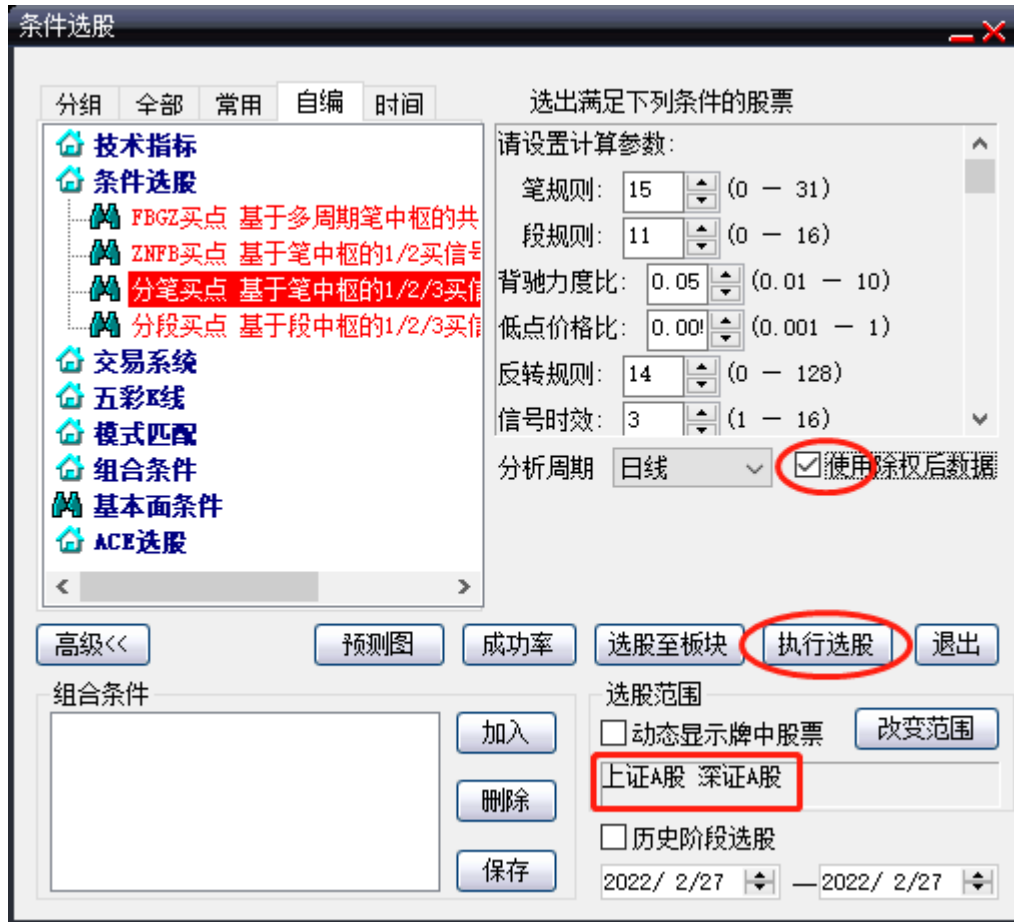 条件选股
分组 全部 常用 自编 时间
技术指标
条件选股
FBGZ买点 基于多周期笔中枢的共
ZNFB买点 基于笔中枢的1/2买信
分笔买点 基于笔中枢的1/2/3买信
分段买点 基于段中枢的1/2/3买信
交易系统
五彩K线
模式匹配
组合条件
基本面条件
ACE选股
选出满足下列条件的股票
请设置计算参数:
笔规则: 15 (0 - 31)
段规则: 11 (0 - 16)
背驰力度比: 0.05 (0.01 - 10)
低点价格比: 0.00 (0.001 - 1)
反转规则: 14 (0 - 128)
信号时效: 3 (1 - 16)
分析周期 日线 使用除权后数据
高级<< 预测图 成功率 选股至板块 执行选股 退出
组合条件
加入
删除
保存
选股范围
动态显示牌中股票 改变范围
上证A股 深证A股
历史阶段选股
2022/ 2/27 —2022/ 2/27